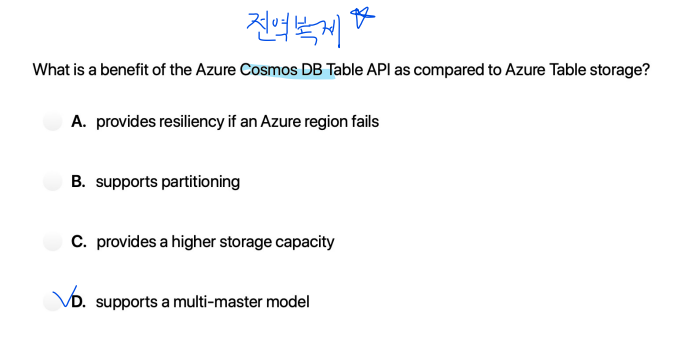 전역복제 ☆
What is a benefit of the Azure Cosmos DB Table API as compared to Azure Table storage?
A. provides resiliency if an Azure region fails
B. supports partitioning
C. provides a higher storage capacity
D. supports a multi-master model